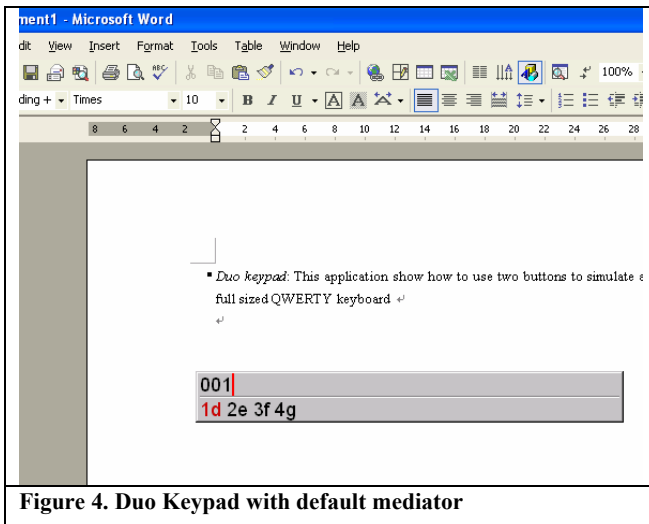 ment1 - Microsoft Word
dit View Insert Format Tools Table Window Help
ABC 100%
ding + Times 10 B I U A A
8 6 4 2 2 4 6 8 10 12 14 16 18 20 22 24 26 28
▪ Duo keypad: This application show how to use two buttons to simulate a
full sized QWERTY keyboard ↵
↵
001
1d 2e 3f 4g
Figure 4. Duo Keypad with default mediator